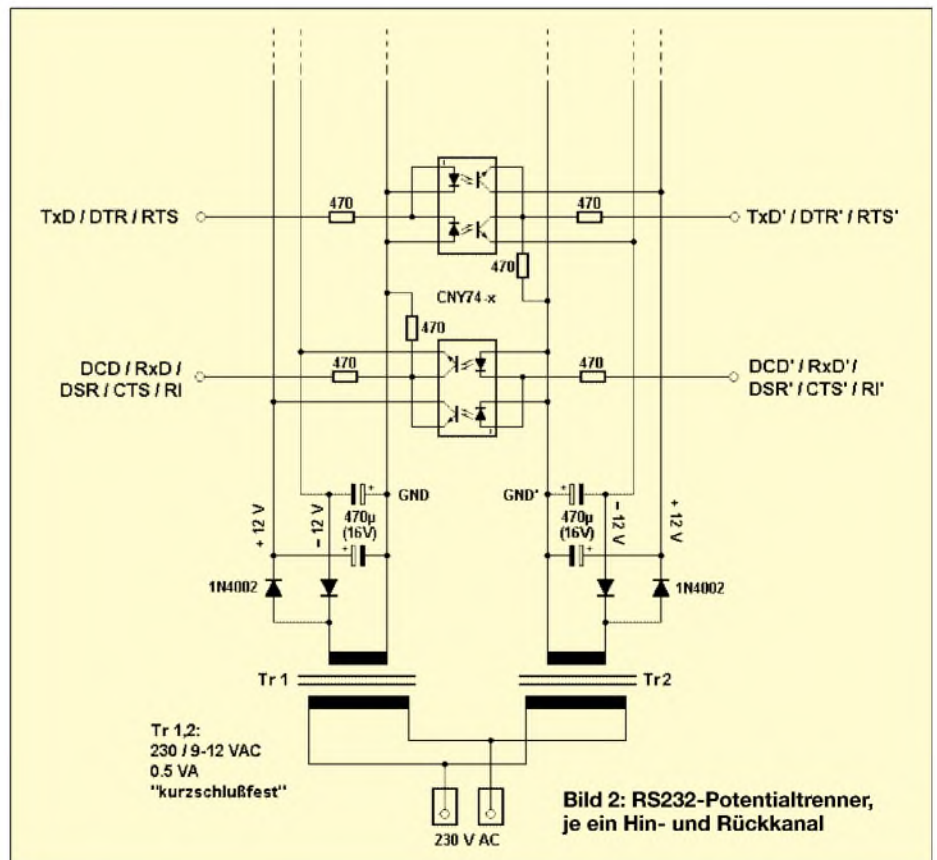 TxD / DTR / RTS
470
470
TxD' / DTR' / RTS'
470
CNY74-x
470
DCD / RxD /
DSR / CTS / RI
470
470
DCD' / RxD'/
DSR' / CTS' / RI'
+ 12 V
– 12 V
+
GND
470µ
(16V)
+
GND'
+
470µ
(16V)
+
– 12 V
+ 12 V
1N4002
1N4002
Tr 1
Tr 2
Tr 1,2:
230 / 9-12 VAC
0.5 VA
"kurzschlußfest"
230 V AC
Bild 2: RS232-Potentialtrenner,
je ein Hin- und Rückkanal